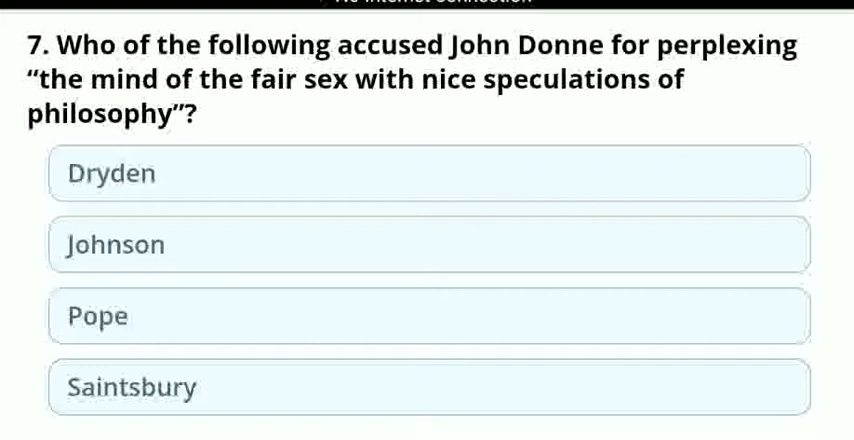 7. Who of the following accused John Donne for perplexing
“the mind of the fair sex with nice speculations of
philosophy”?
Dryden
Johnson
Pope
Saintsbury